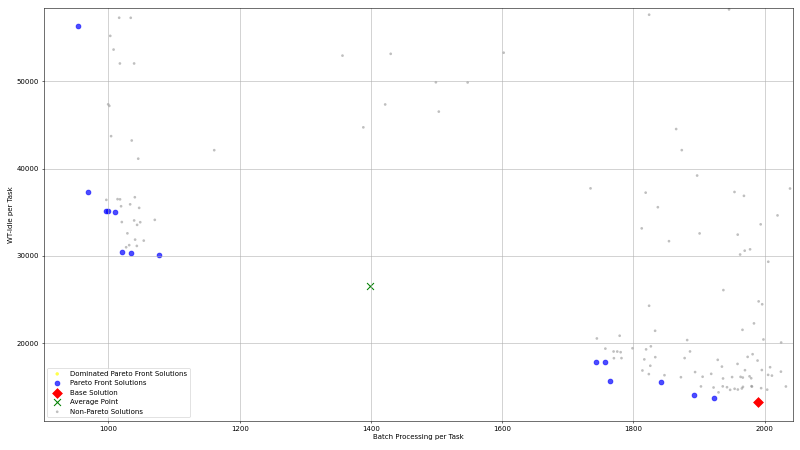 50000
40000
30000
20000
WT-Idle per Task
Dominated Pareto Front Solutions
Pareto Front Solutions
Base Solution
Average Point
Non-Pareto Solutions
1000
1200
1400
1600
1800
2000
Batch Processing per Task